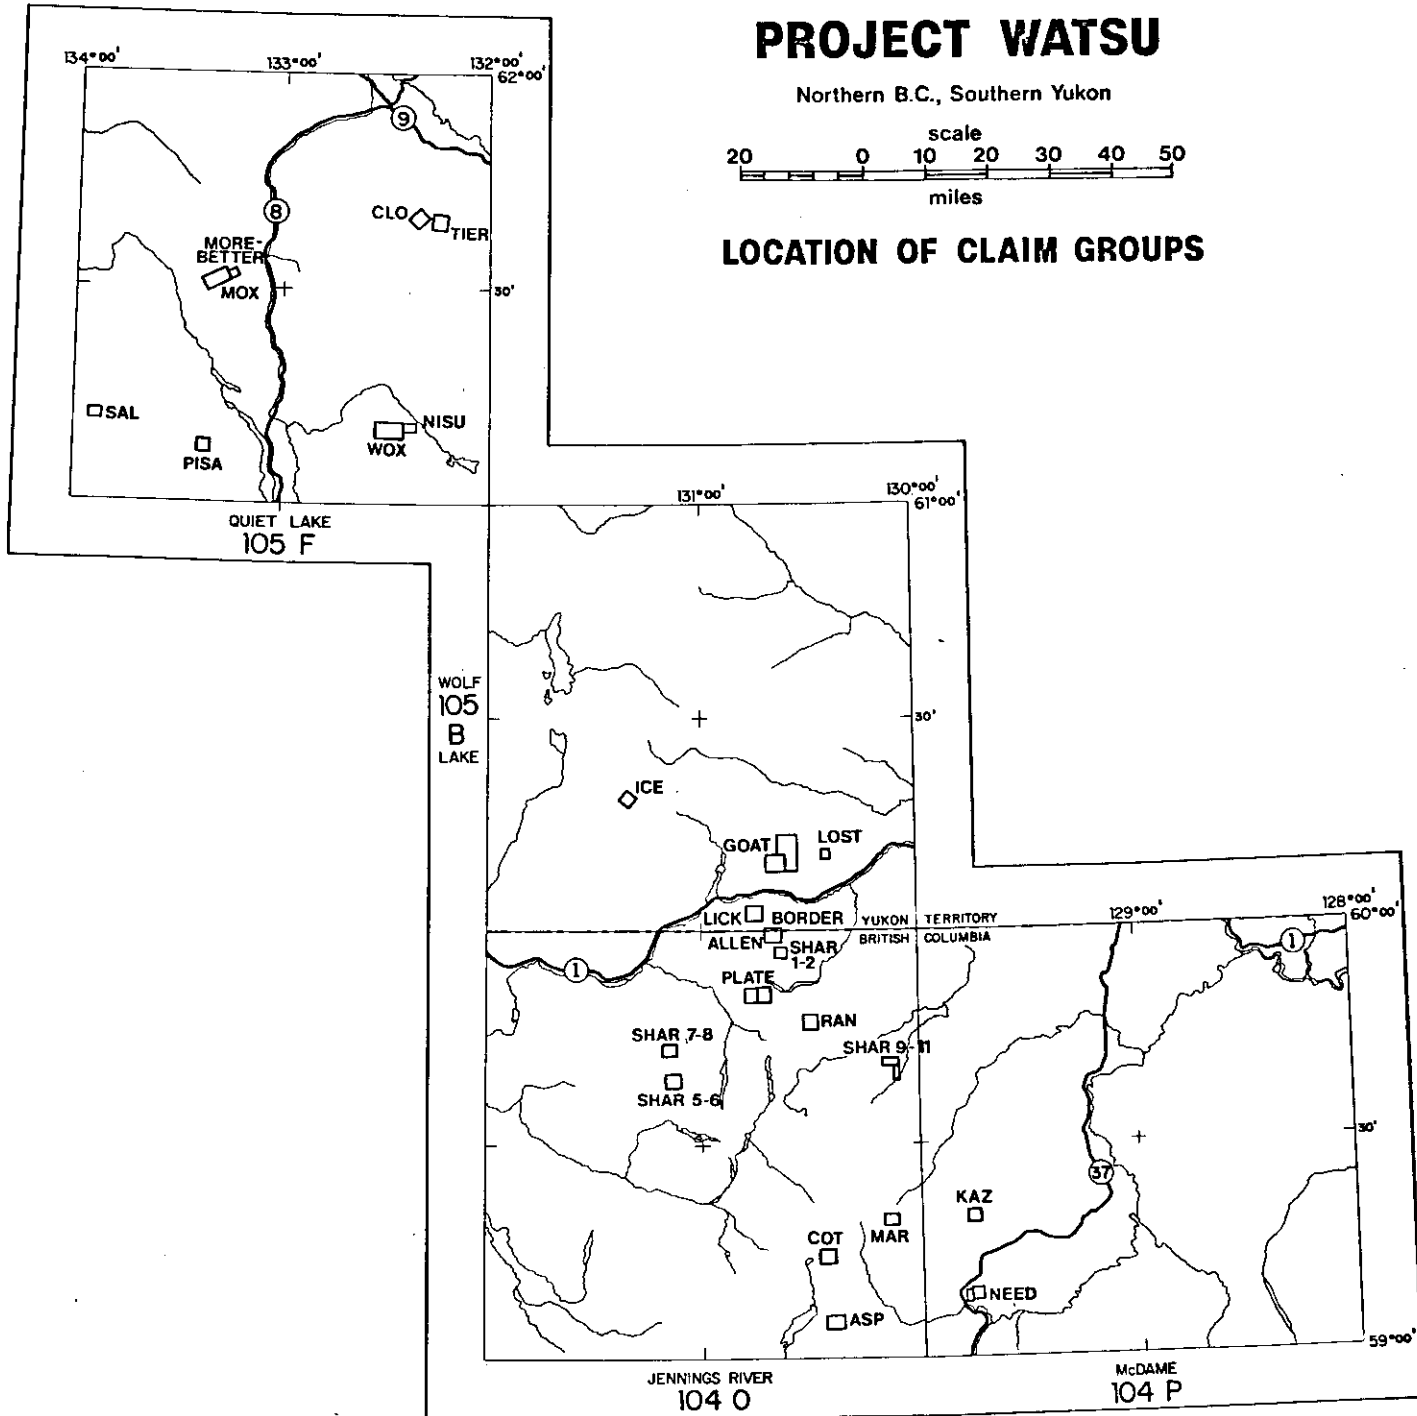 PROJECT WATSU
Northern B.C., Southern Yukon
scale
20 0 10 20 30 40 50
miles
LOCATION OF CLAIM GROUPS
134°00' 133°00' 132°00'
62°00'
9
8
CLO
TIER
MORE-
BETTER
MOX
30'
SAL
PISA
NISU
WOX
QUIET LAKE
105 F
131°00' 130°00'
61°00'
WOLF
105
B
LAKE
30'
ICE
GOAT
LOST
LICK
BORDER
YUKON TERRITORY
BRITISH COLUMBIA
ALLEN
SHAR
1-2
1
PLATE
RAN
SHAR 7-8
SHAR 9-11
SHAR 5-6
129°00' 128°00'
60°00'
1
30'
37
KAZ
MAR
COT
NEED
ASP
59°00'
JENNINGS RIVER
104 O
McDAME
104 P